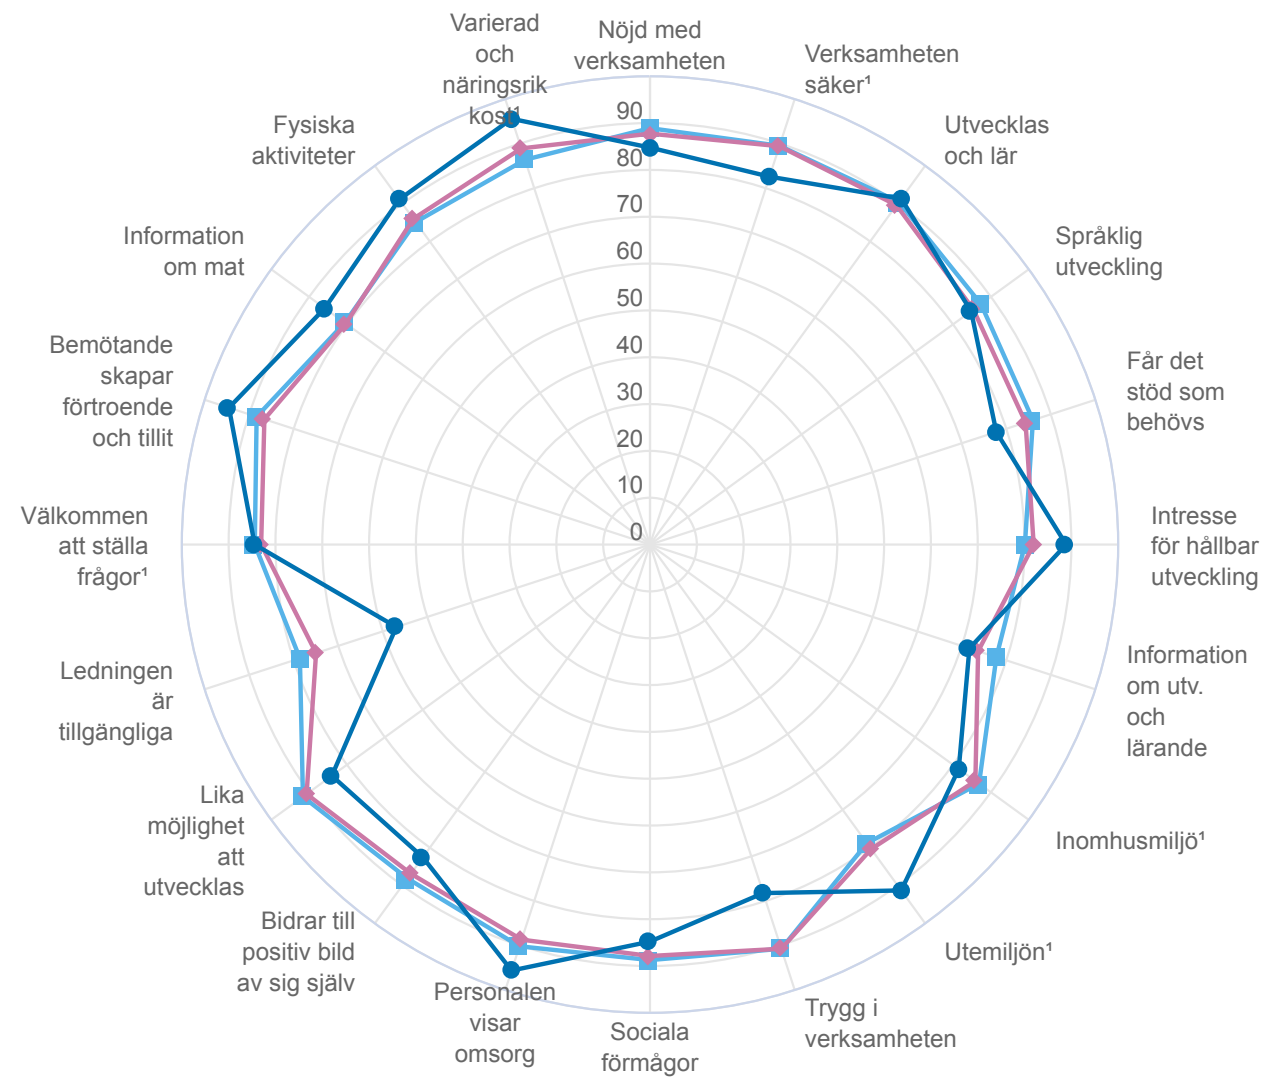 Nöjd med
verksamheten
Verksamheten
säker¹
Utvecklas
och lär
Språklig
utveckling
Får det
stöd som
behövs
Intresse
för hållbar
utveckling
Information
om utv.
och
lärande
Inomhusmiljö¹
Utemiljön¹
Trygg i
verksamheten
Sociala
förmågor
Personalen
visar
omsorg
Bidrar till
positiv bild
av sig själv
Lika
möjlighet
att
utvecklas
Ledningen
är
tillgängliga
Välkommen
att ställa
frågor¹
Bemötande
skapar
förtroende
och tillit
Information
om mat
Fysiska
aktiviteter
Varierad
och
näringsrik
kost¹
90
80
70
60
50
40
30
20
10
0